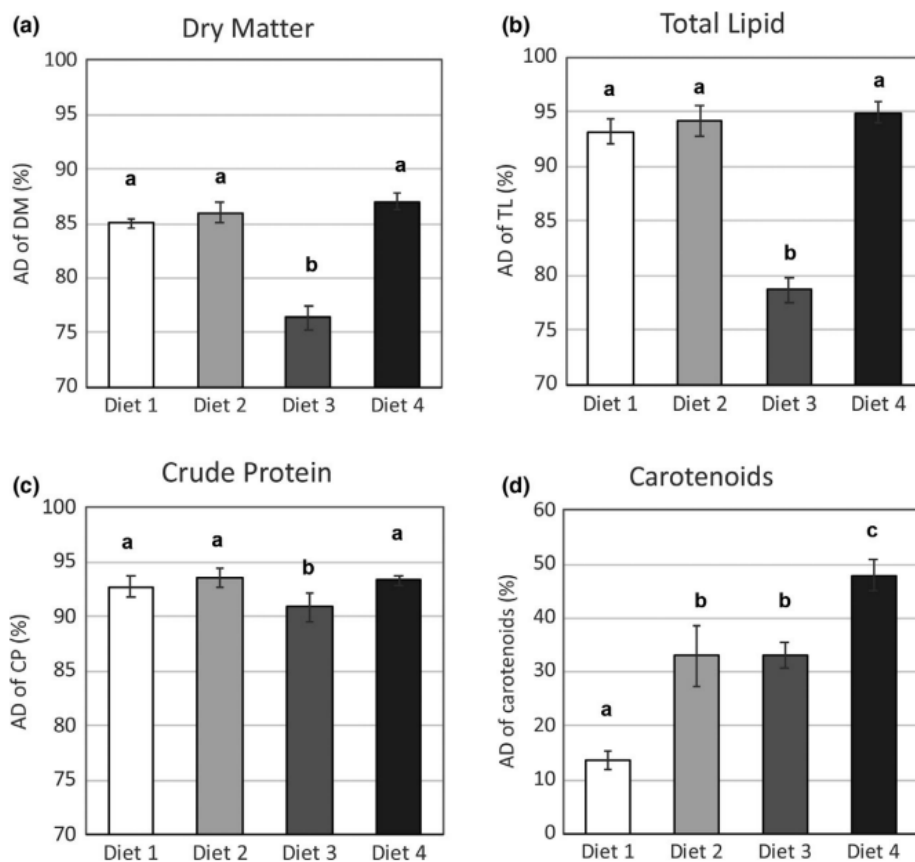 (a) Dry Matter
AD of DM (%)
100
95
90
85
80
75
70
a a b a
Diet 1 Diet 2 Diet 3 Diet 4
(b) Total Lipid
AD of TL (%)
100
95
90
85
80
75
70
a a b a
Diet 1 Diet 2 Diet 3 Diet 4
(c) Crude Protein
AD of CP (%)
100
95
90
85
80
75
70
a a b a
Diet 1 Diet 2 Diet 3 Diet 4
(d) Carotenoids
AD of carotenoids (%)
60
50
40
30
20
10
0
a b b c
Diet 1 Diet 2 Diet 3 Diet 4